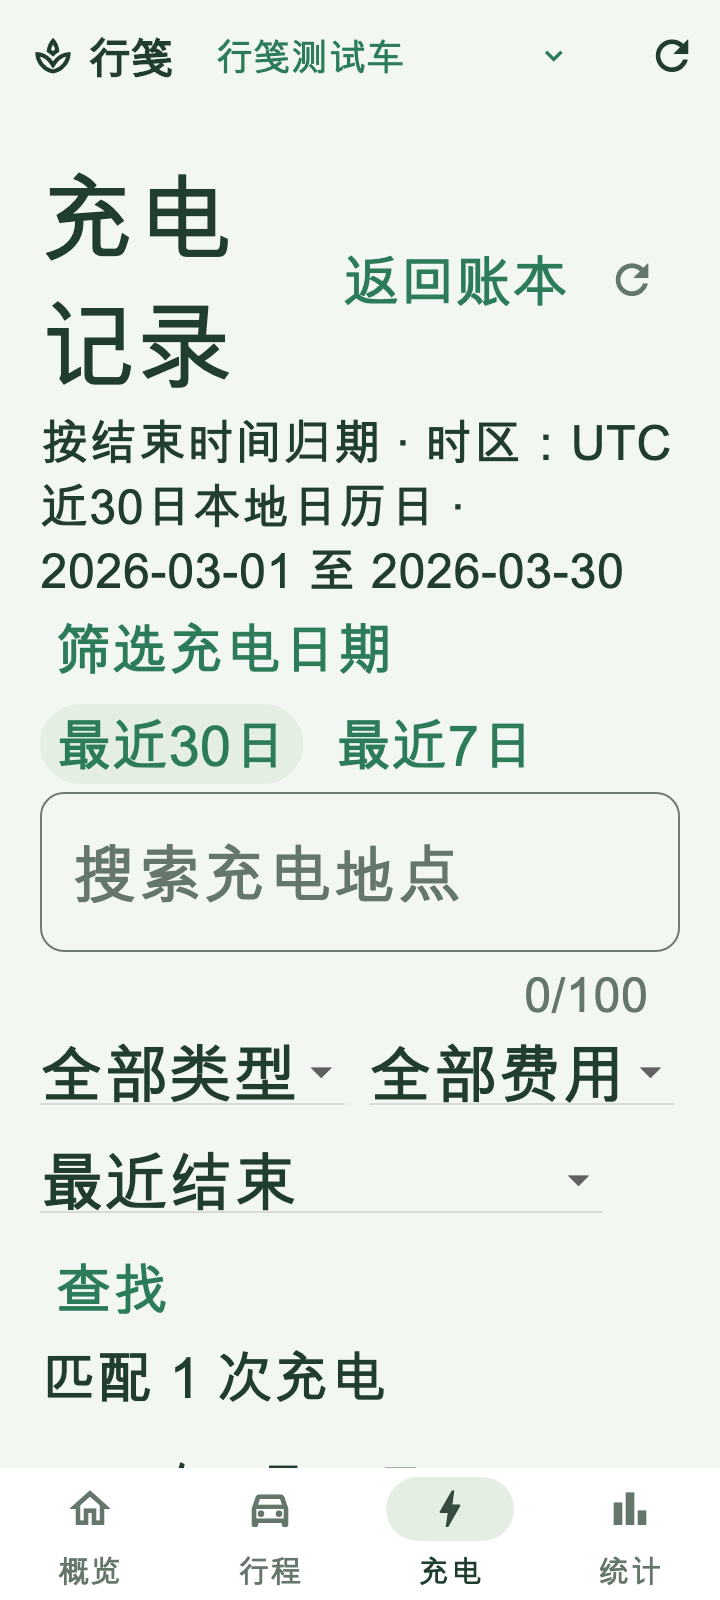 行笺 行笺测试车
充电
记录
返回账本
按结束时间归期 · 时区：UTC
近30日本地日历日 ·
2026-03-01 至 2026-03-30
筛选充电日期
最近30日 最近7日
搜索充电地点
0/100
全部类型 全部费用
最近结束
查找
匹配 1 次充电
概览 行程 充电 统计